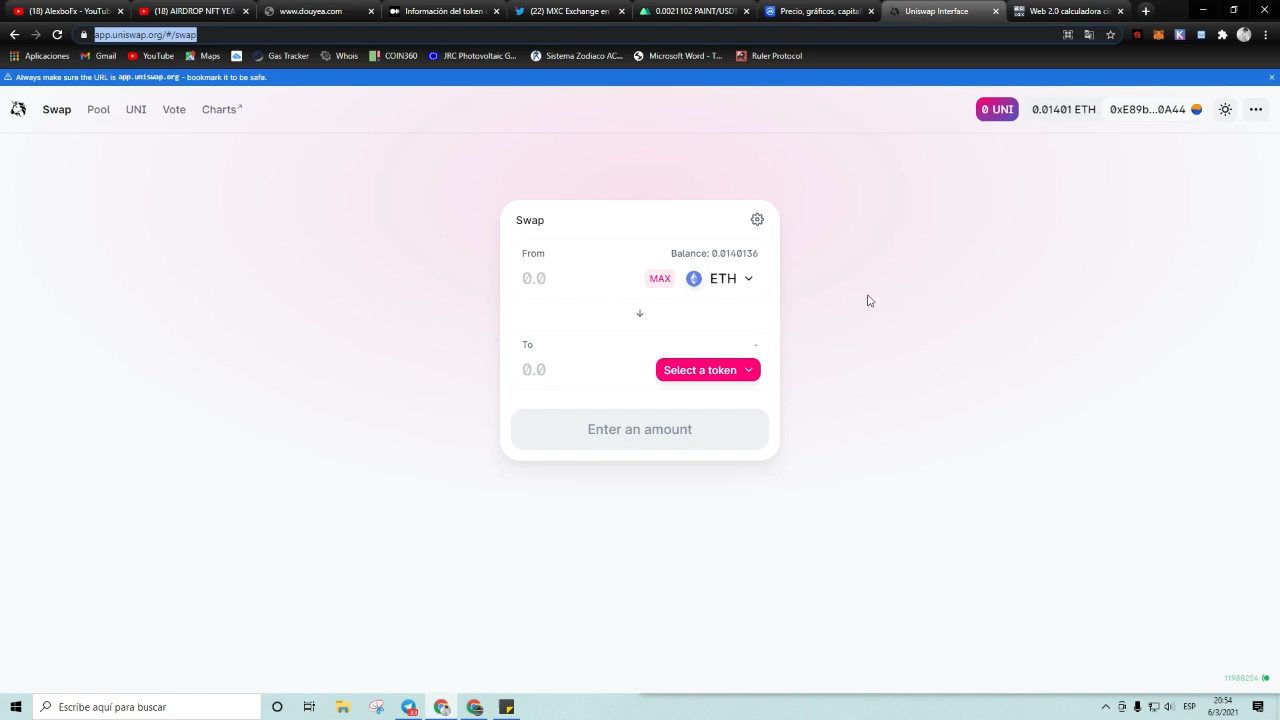 (18) AlexboFx - YouTub
(18) AIRDROP NFT YEA
www.douyea.com
Información del token c
(22) MXC Exchange en
0.0021102 PAINT/USDT
Precio, gráficos, capital
Uniswap Interface
Web 2.0 calculadora cie
app.uniswap.org/#/swap
Aplicaciones
Gmail
YouTube
Maps
Gas Tracker
Whois
COIN360
JRC Photovoltaic G...
Sistema Zodiaco AC...
Microsoft Word - T...
Ruler Protocol
Always make sure the URL is app.uniswap.org - bookmark it to be safe.
Swap
Pool
UNI
Vote
Charts↗
0 UNI
0.01401 ETH
0xE89b...0A44
Swap
From
Balance: 0.0140136
0.0
MAX
ETH
To
-
0.0
Select a token
Enter an amount
11988254
Escribe aquí para buscar
ESP
20:54
6/3/2021